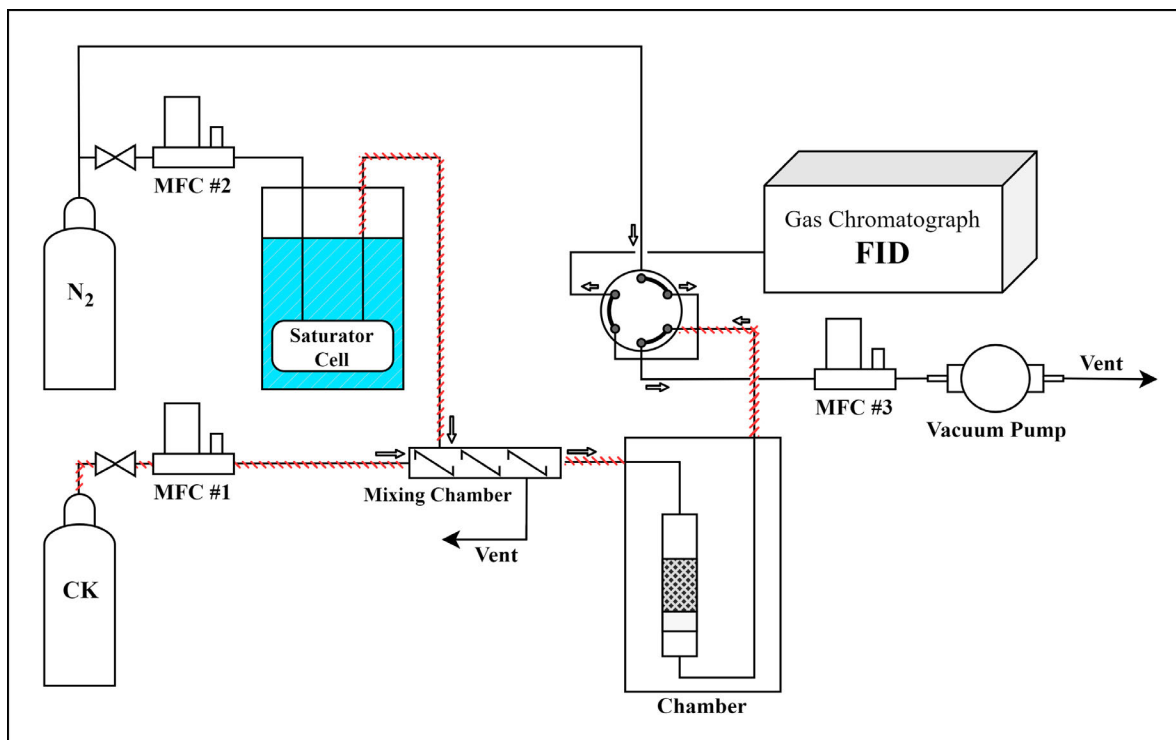 MFC #2
N2
Saturator
Cell
Gas Chromatograph
FID
MFC #3
Vacuum Pump
Vent
MFC #1
CK
Mixing Chamber
Vent
Chamber